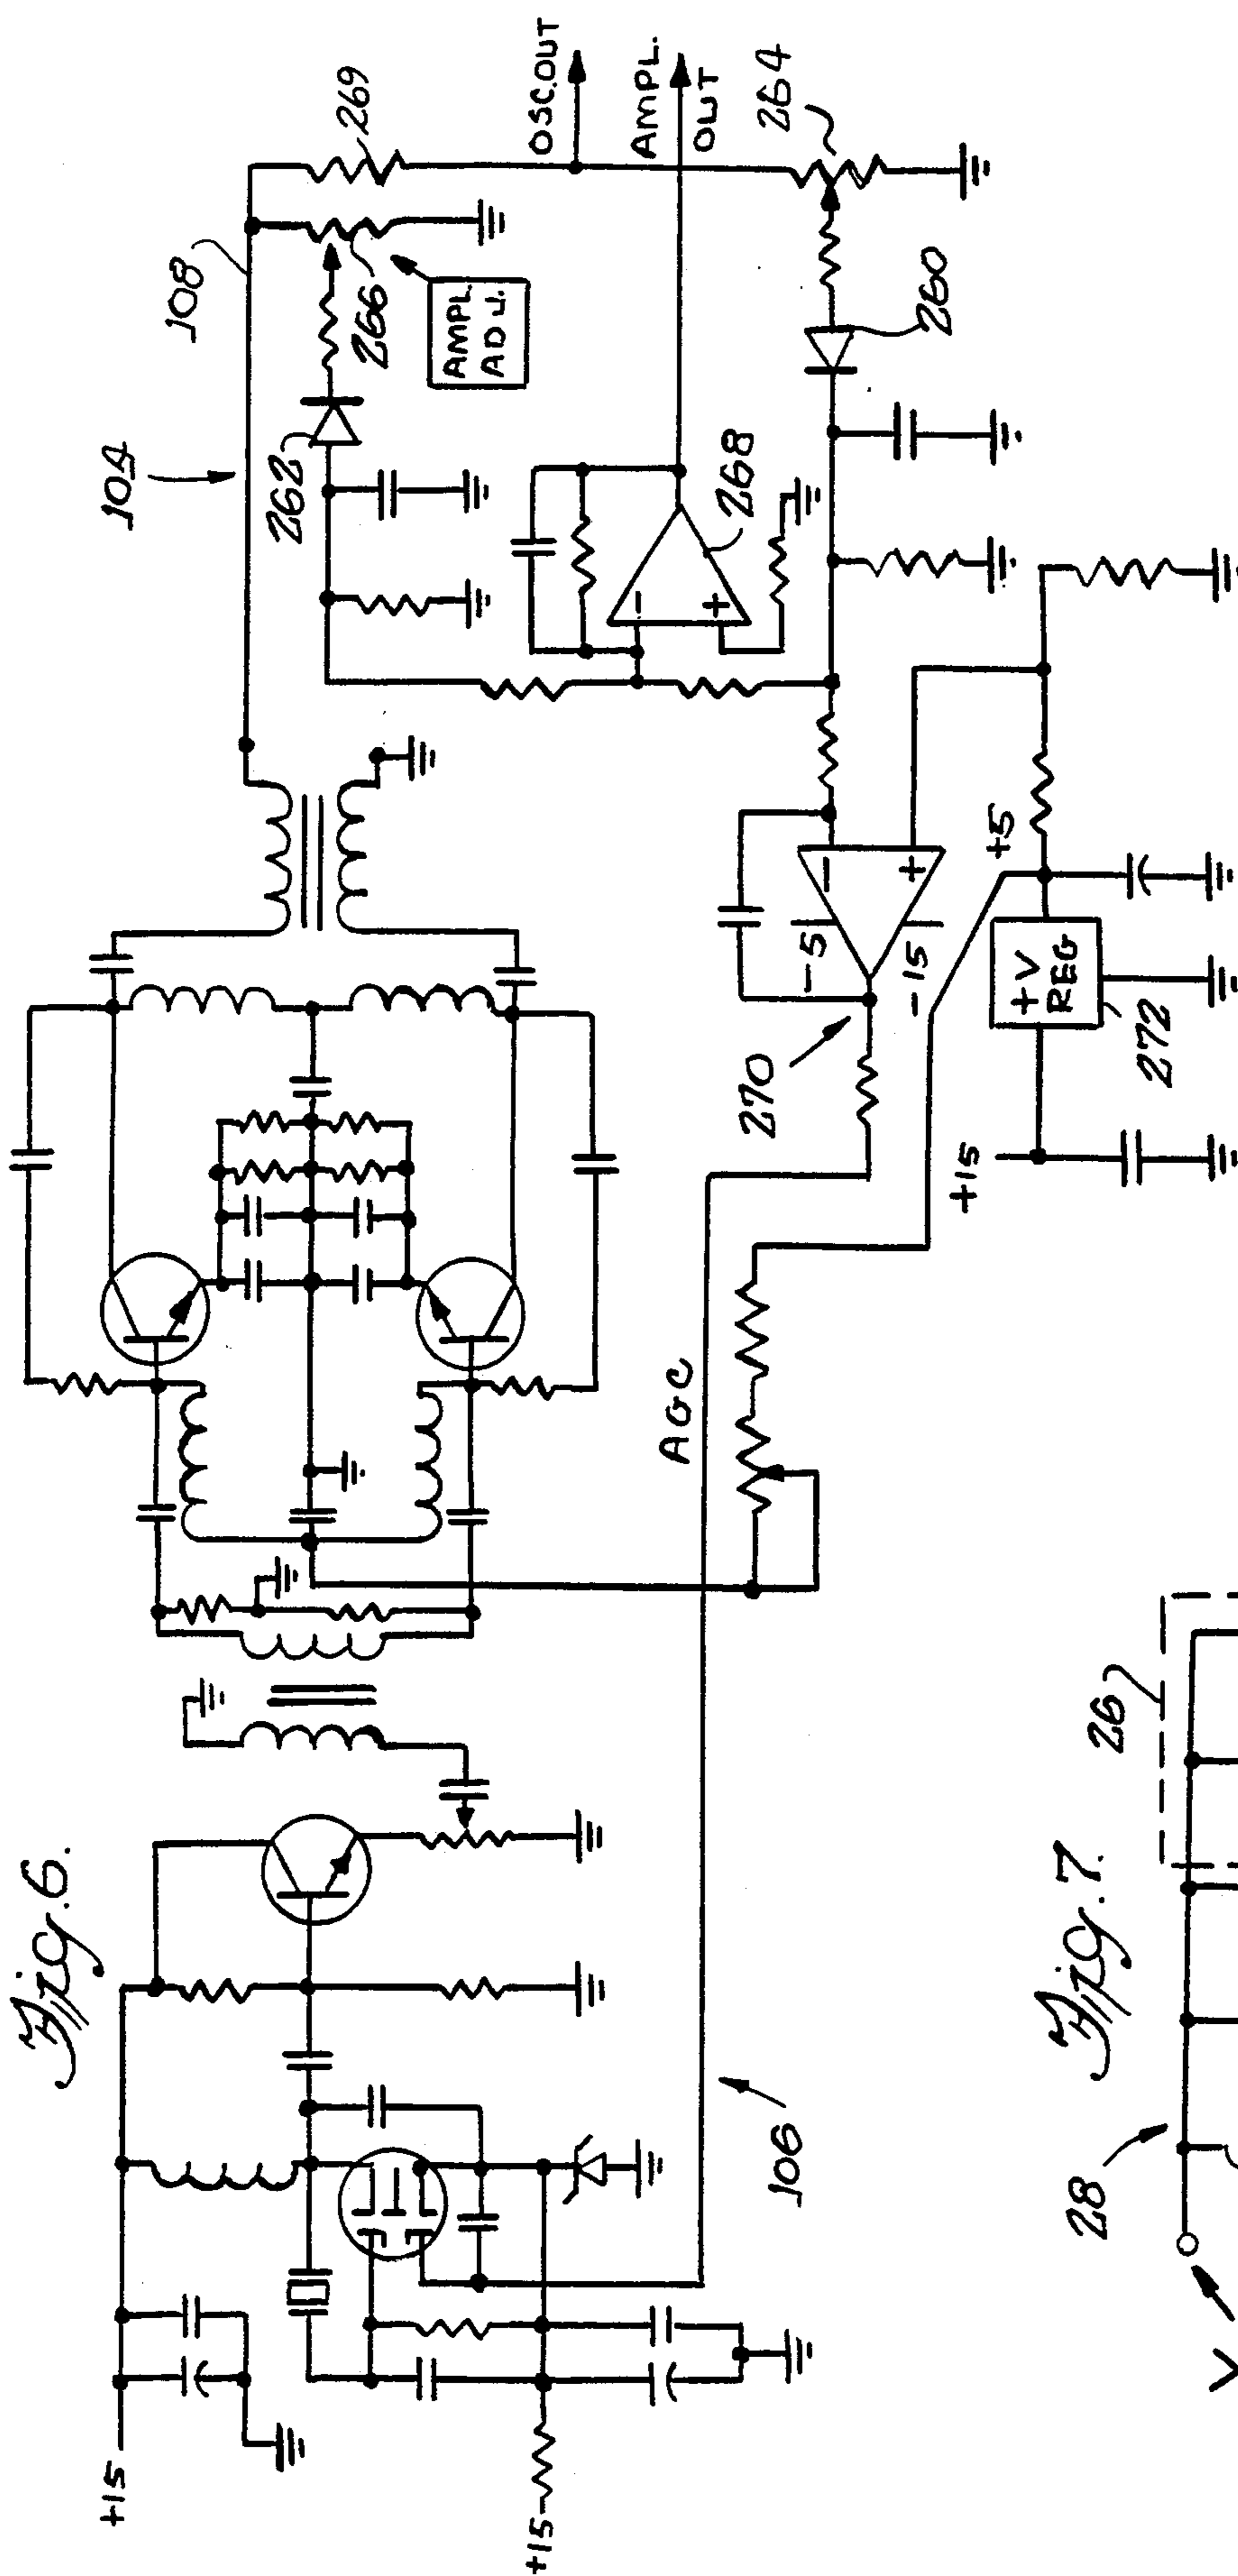 Fig. 6.
+15
+15
106
AGC
104
108
262
266
AMPL.
ADJ.
269
OSC.OUT
AMPL.
OUT
264
260
268
-
+
270
-
+
-5
-15
+5
+15
+V
REG
272
Fig. 7.
28
26
V